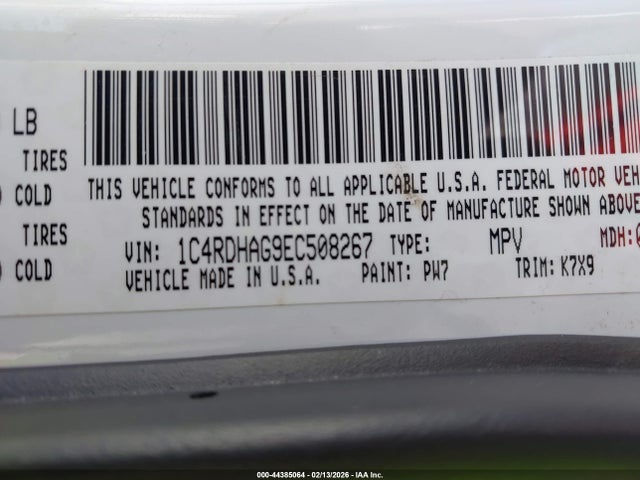 LB
TIRES
COLD
TIRES
COLD
THIS VEHICLE CONFORMS TO ALL APPLICABLE U.S.A. FEDERAL MOTOR VEH
STANDARDS IN EFFECT ON THE DATE OF MANUFACTURE SHOWN ABOVE
VIN: 1C4RDHAG9EC508267 TYPE: MPV MDH:
VEHICLE MADE IN U.S.A. PAINT: PW7 TRIM: K7X9
000-44385064 - 02/13/2026 - IAA Inc.